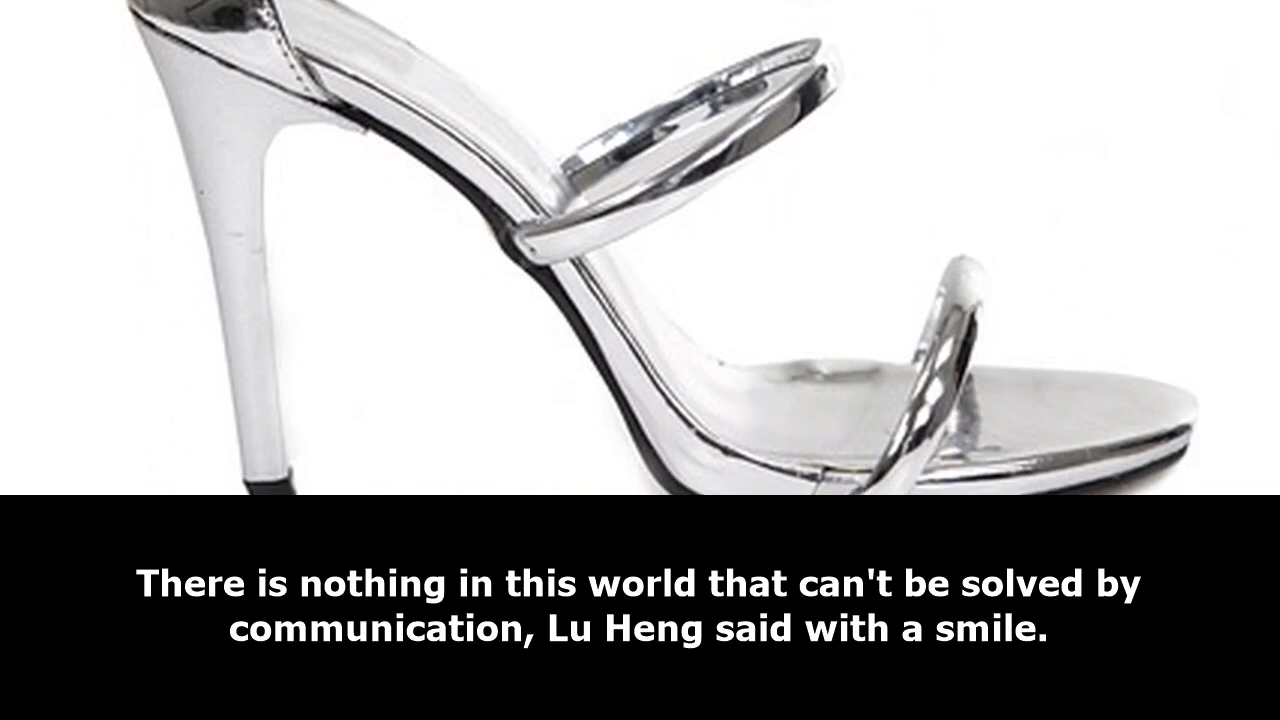 There is nothing in this world that can't be solved by
communication, Lu Heng said with a smile.